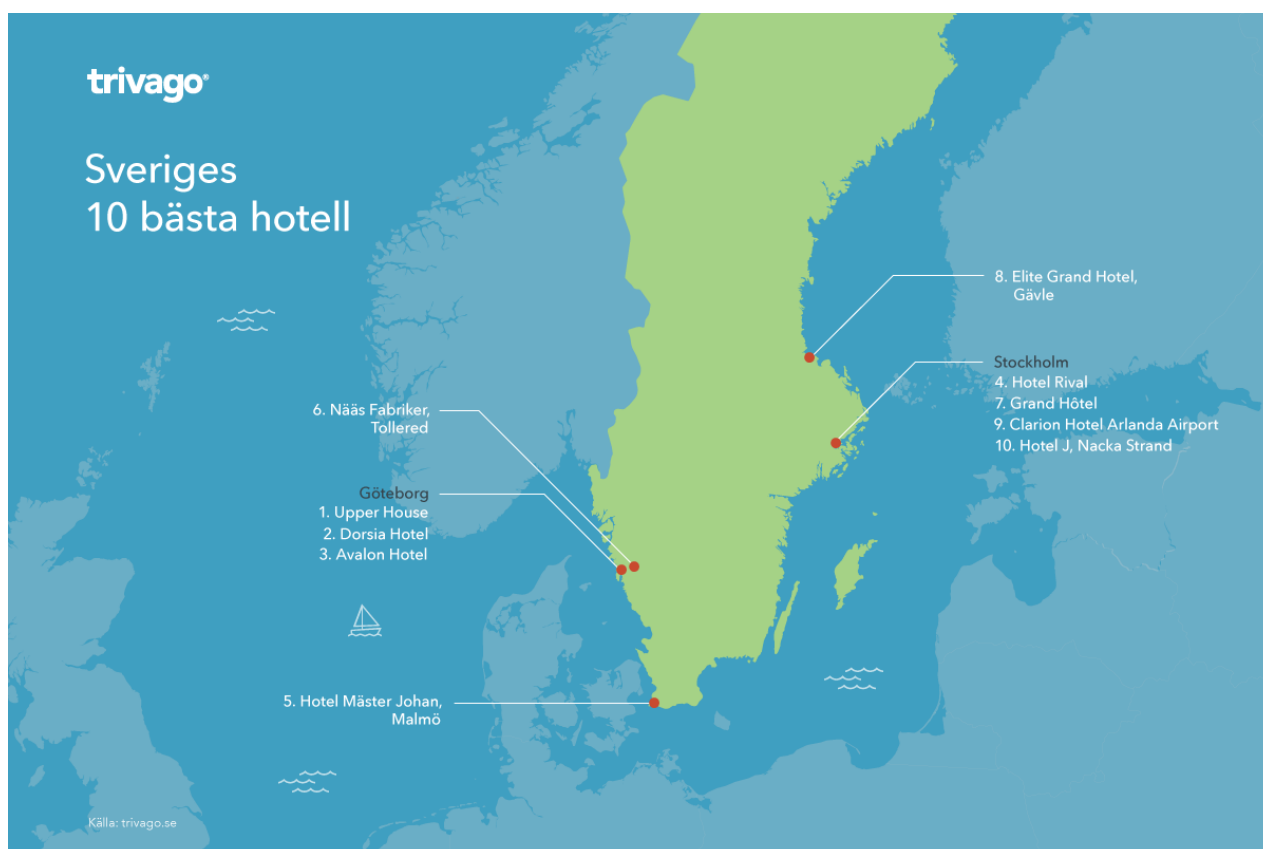 trivago®
Sveriges
10 bästa hotell
8. Elite Grand Hotel,
Gävle
Stockholm
4. Hotel Rival
7. Grand Hôtel
9. Clarion Hotel Arlanda Airport
10. Hotel J, Nacka Strand
6. Nääs Fabriker,
Tollered
Göteborg
1. Upper House
2. Dorsia Hotel
3. Avalon Hotel
5. Hotel Mäster Johan,
Malmö
Källa: trivago.se